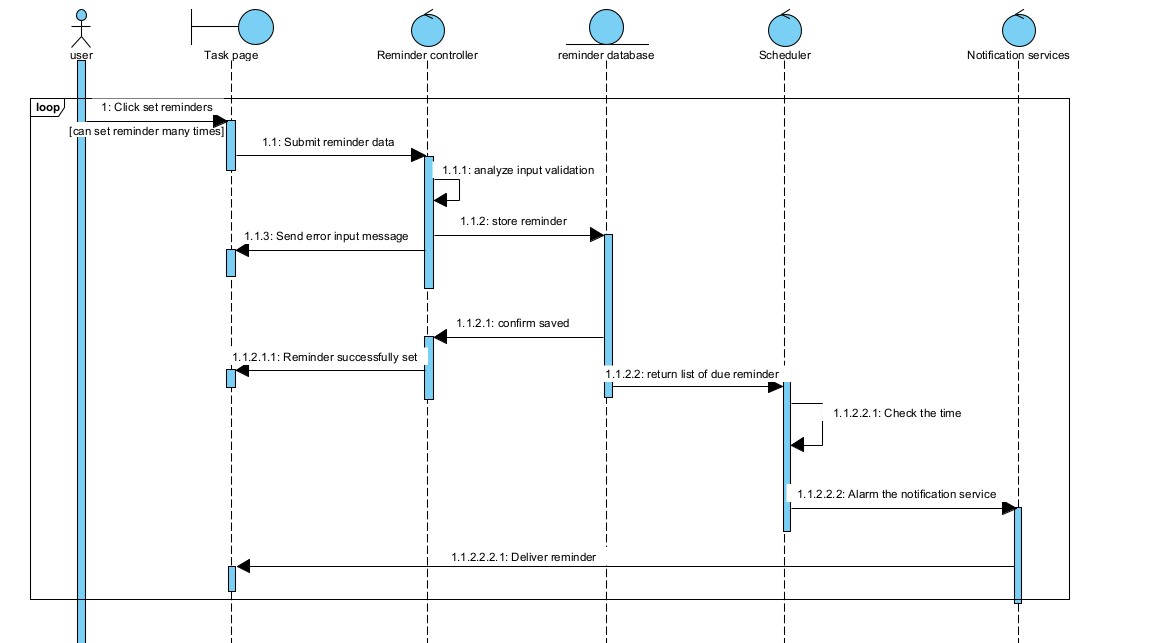 user
Task page
Reminder controller
reminder database
Scheduler
Notification services
loop
1: Click set reminders
[can set reminder many times]
1.1: Submit reminder data
1.1.1: analyze input validation
1.1.2: store reminder
1.1.3: Send error input message
1.1.2.1: confirm saved
1.1.2.1.1: Reminder successfully set
1.1.2.2: return list of due reminder
1.1.2.2.1: Check the time
1.1.2.2.2: Alarm the notification service
1.1.2.2.2.1: Deliver reminder